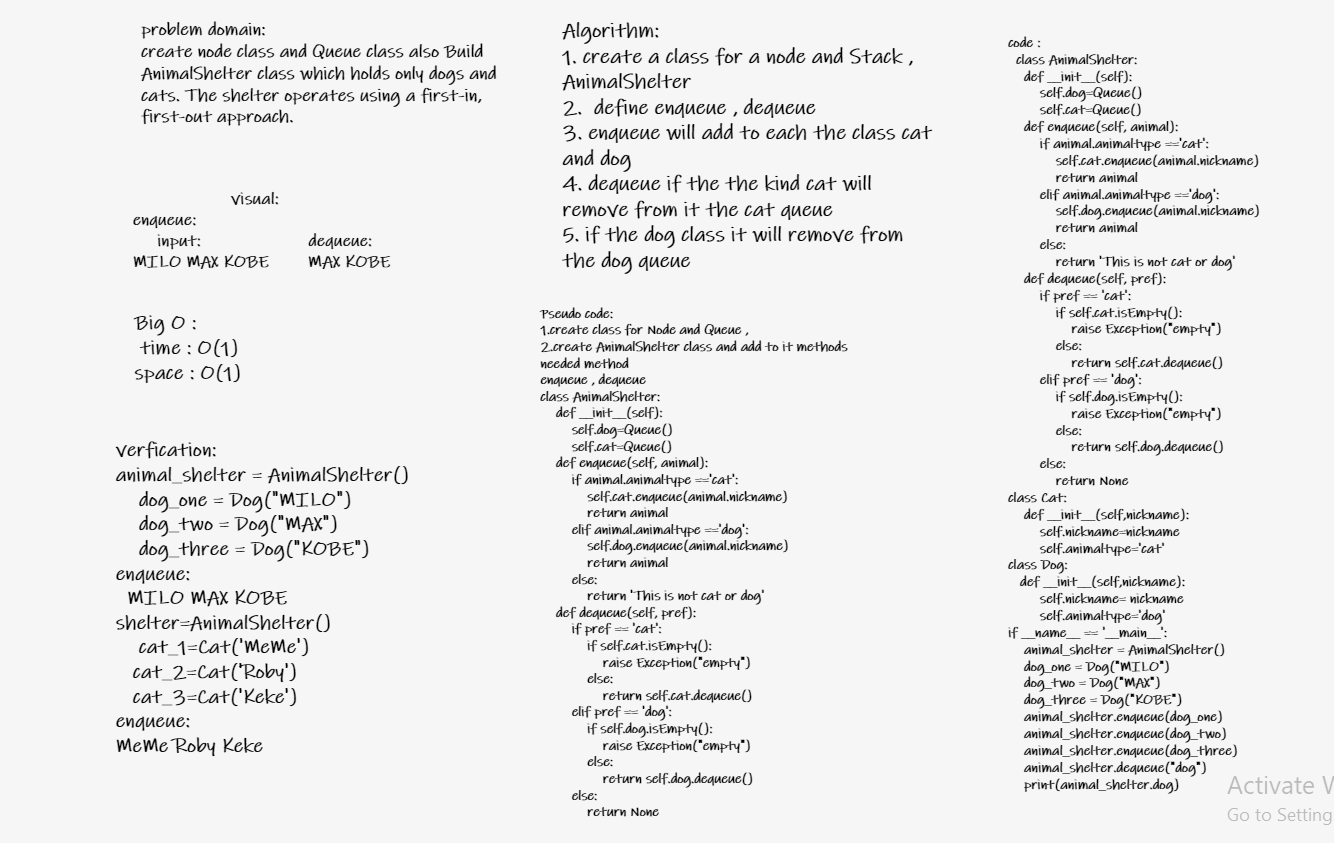 problem domain:
create node class and Queue class also Build
AnimalShelter class which holds only dogs and
cats. The shelter operates using a first-in,
first-out approach.
visual:
enqueue:
input: dequeue:
MILO MAX KOBE MAX KOBE
Big O :
time : O(1)
space : O(1)
verfication:
animal_shelter = AnimalShelter()
dog_one = Dog("MILO")
dog_two = Dog("MAX")
dog_three = Dog("KOBE")
enqueue:
MILO MAX KOBE
shelter=AnimalShelter()
cat_1=Cat('MeMe')
cat_2=Cat('Roby')
cat_3=Cat('Keke')
enqueue:
MeMe Roby Keke
Algorithm:
1. create a class for a node and Stack ,
AnimalShelter
2. define enqueue , dequeue
3. enqueue will add to each the class cat
and dog
4. dequeue if the the kind cat will
remove from it the cat queue
5. if the dog class it will remove from
the dog queue
Pseudo code:
1.create class for Node and Queue ,
2.create AnimalShelter class and add to it methods
needed method
enqueue , dequeue
class AnimalShelter:
def __init__(self):
self.dog=Queue()
self.cat=Queue()
def enqueue(self, animal):
if animal.animaltype =='cat':
self.cat.enqueue(animal.nickname)
return animal
elif animal.animaltype =='dog':
self.dog.enqueue(animal.nickname)
return animal
else:
return 'This is not cat or dog'
def dequeue(self, pref):
if pref == 'cat':
if self.cat.isEmpty():
raise Exception("empty")
else:
return self.cat.dequeue()
elif pref == 'dog':
if self.dog.isEmpty():
raise Exception("empty")
else:
return self.dog.dequeue()
else:
return None
code :
class AnimalShelter:
def __init__(self):
self.dog=Queue()
self.cat=Queue()
def enqueue(self, animal):
if animal.animaltype =='cat':
self.cat.enqueue(animal.nickname)
return animal
elif animal.animaltype =='dog':
self.dog.enqueue(animal.nickname)
return animal
else:
return 'This is not cat or dog'
def dequeue(self, pref):
if pref == 'cat':
if self.cat.isEmpty():
raise Exception("empty")
else:
return self.cat.dequeue()
elif pref == 'dog':
if self.dog.isEmpty():
raise Exception("empty")
else:
return self.dog.dequeue()
else:
return None
class Cat:
def __init__(self,nickname):
self.nickname=nickname
self.animaltype='cat'
class Dog:
def __init__(self,nickname):
self.nickname= nickname
self.animaltype='dog'
if __name__ == '__main__':
animal_shelter = AnimalShelter()
dog_one = Dog("MILO")
dog_two = Dog("MAX")
dog_three = Dog("KOBE")
animal_shelter.enqueue(dog_one)
animal_shelter.enqueue(dog_two)
animal_shelter.enqueue(dog_three)
animal_shelter.dequeue("dog")
print(animal_shelter.dog)
Activate W
Go to Setting